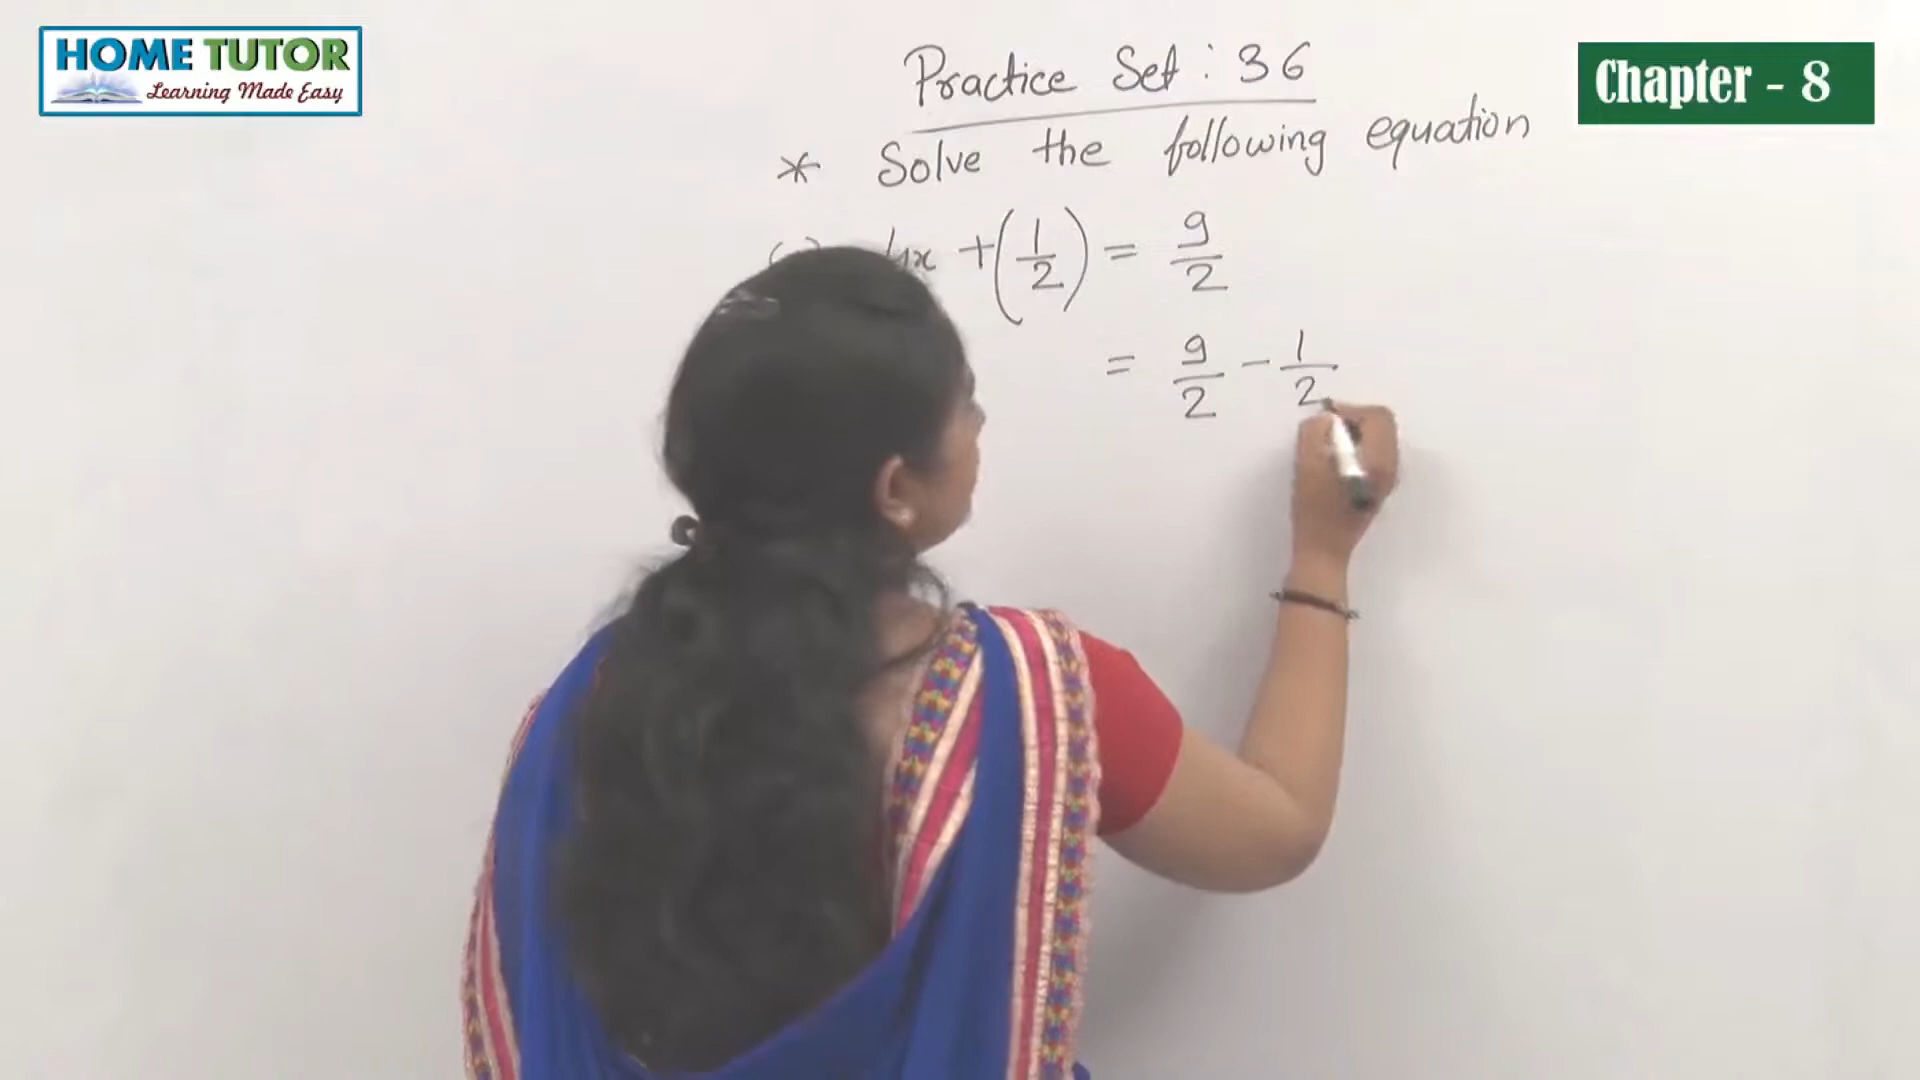 HOME TUTOR
Learning Made Easy
Chapter - 8
Practice Set : 36
* Solve the following equation
4x + (1/2) = 9/2
= 9/2 - 1/2